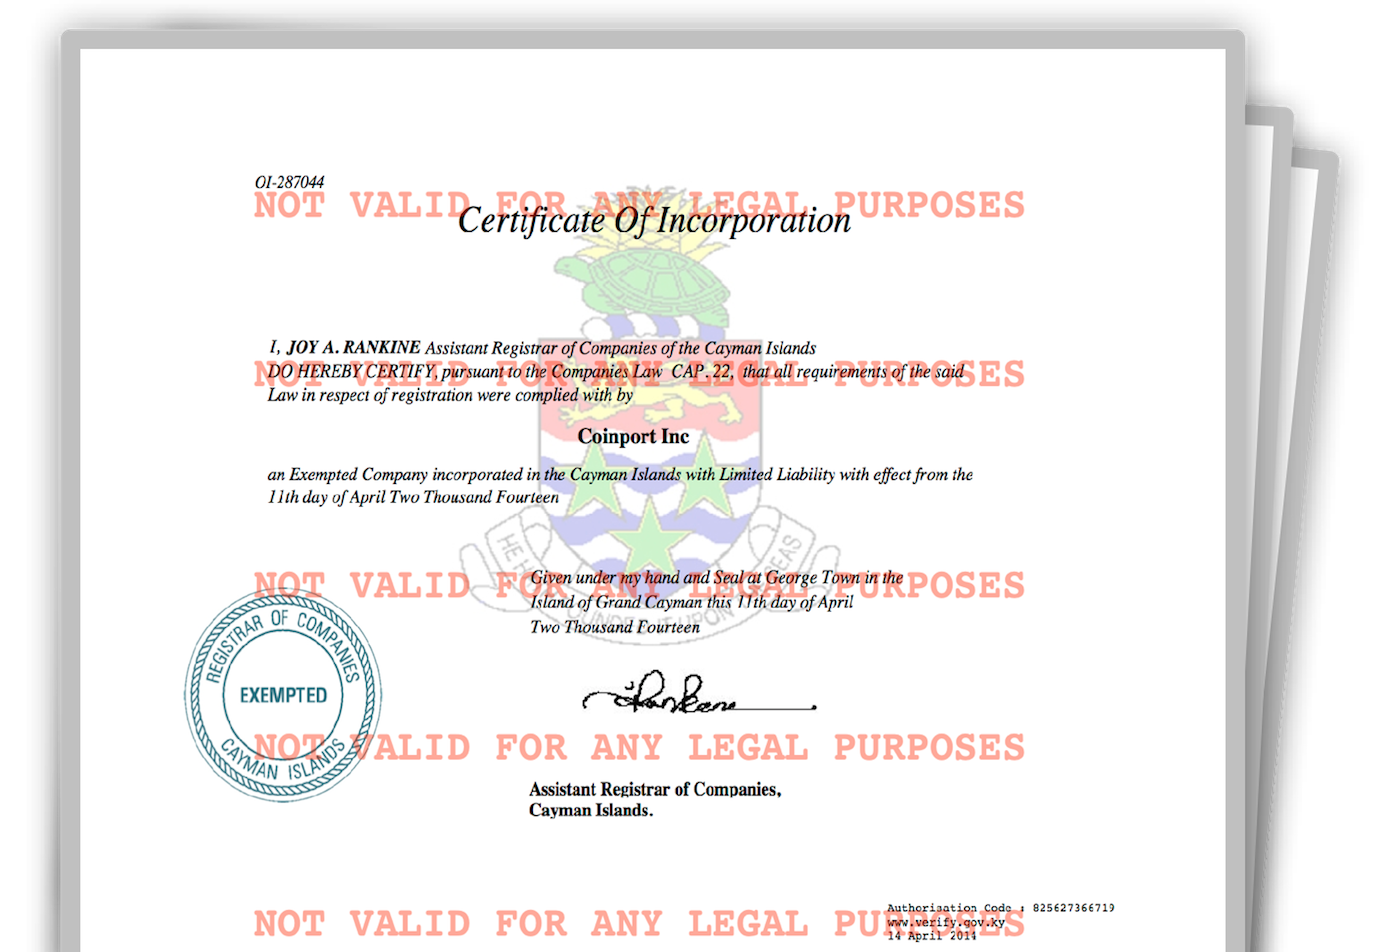 OI-287044
NOT VALID FOR ANY LEGAL PURPOSES
Certificate Of Incorporation
I, JOY A. RANKINE Assistant Registrar of Companies of the Cayman Islands
DO HEREBY CERTIFY, pursuant to the Companies Law CAP. 22, that all requirements of the said
NOT VALID FOR ANY LEGAL PURPOSES
Law in respect of registration were complied with by
Coinport Inc
an Exempted Company incorporated in the Cayman Islands with Limited Liability with effect from the
11th day of April Two Thousand Fourteen
Given under my hand and Seal at George Town in the
NOT VALID FOR ANY LEGAL PURPOSES
Island of Grand Cayman this 11th day of April
Two Thousand Fourteen
REGISTRAR OF COMPANIES
EXEMPTED
CAYMAN ISLANDS
NOT VALID FOR ANY LEGAL PURPOSES
Assistant Registrar of Companies,
Cayman Islands.
Authorisation Code : 825627366719
NOT VALID FOR ANY LEGAL PURPOSES
www.verify.gov.ky
14 April 2014